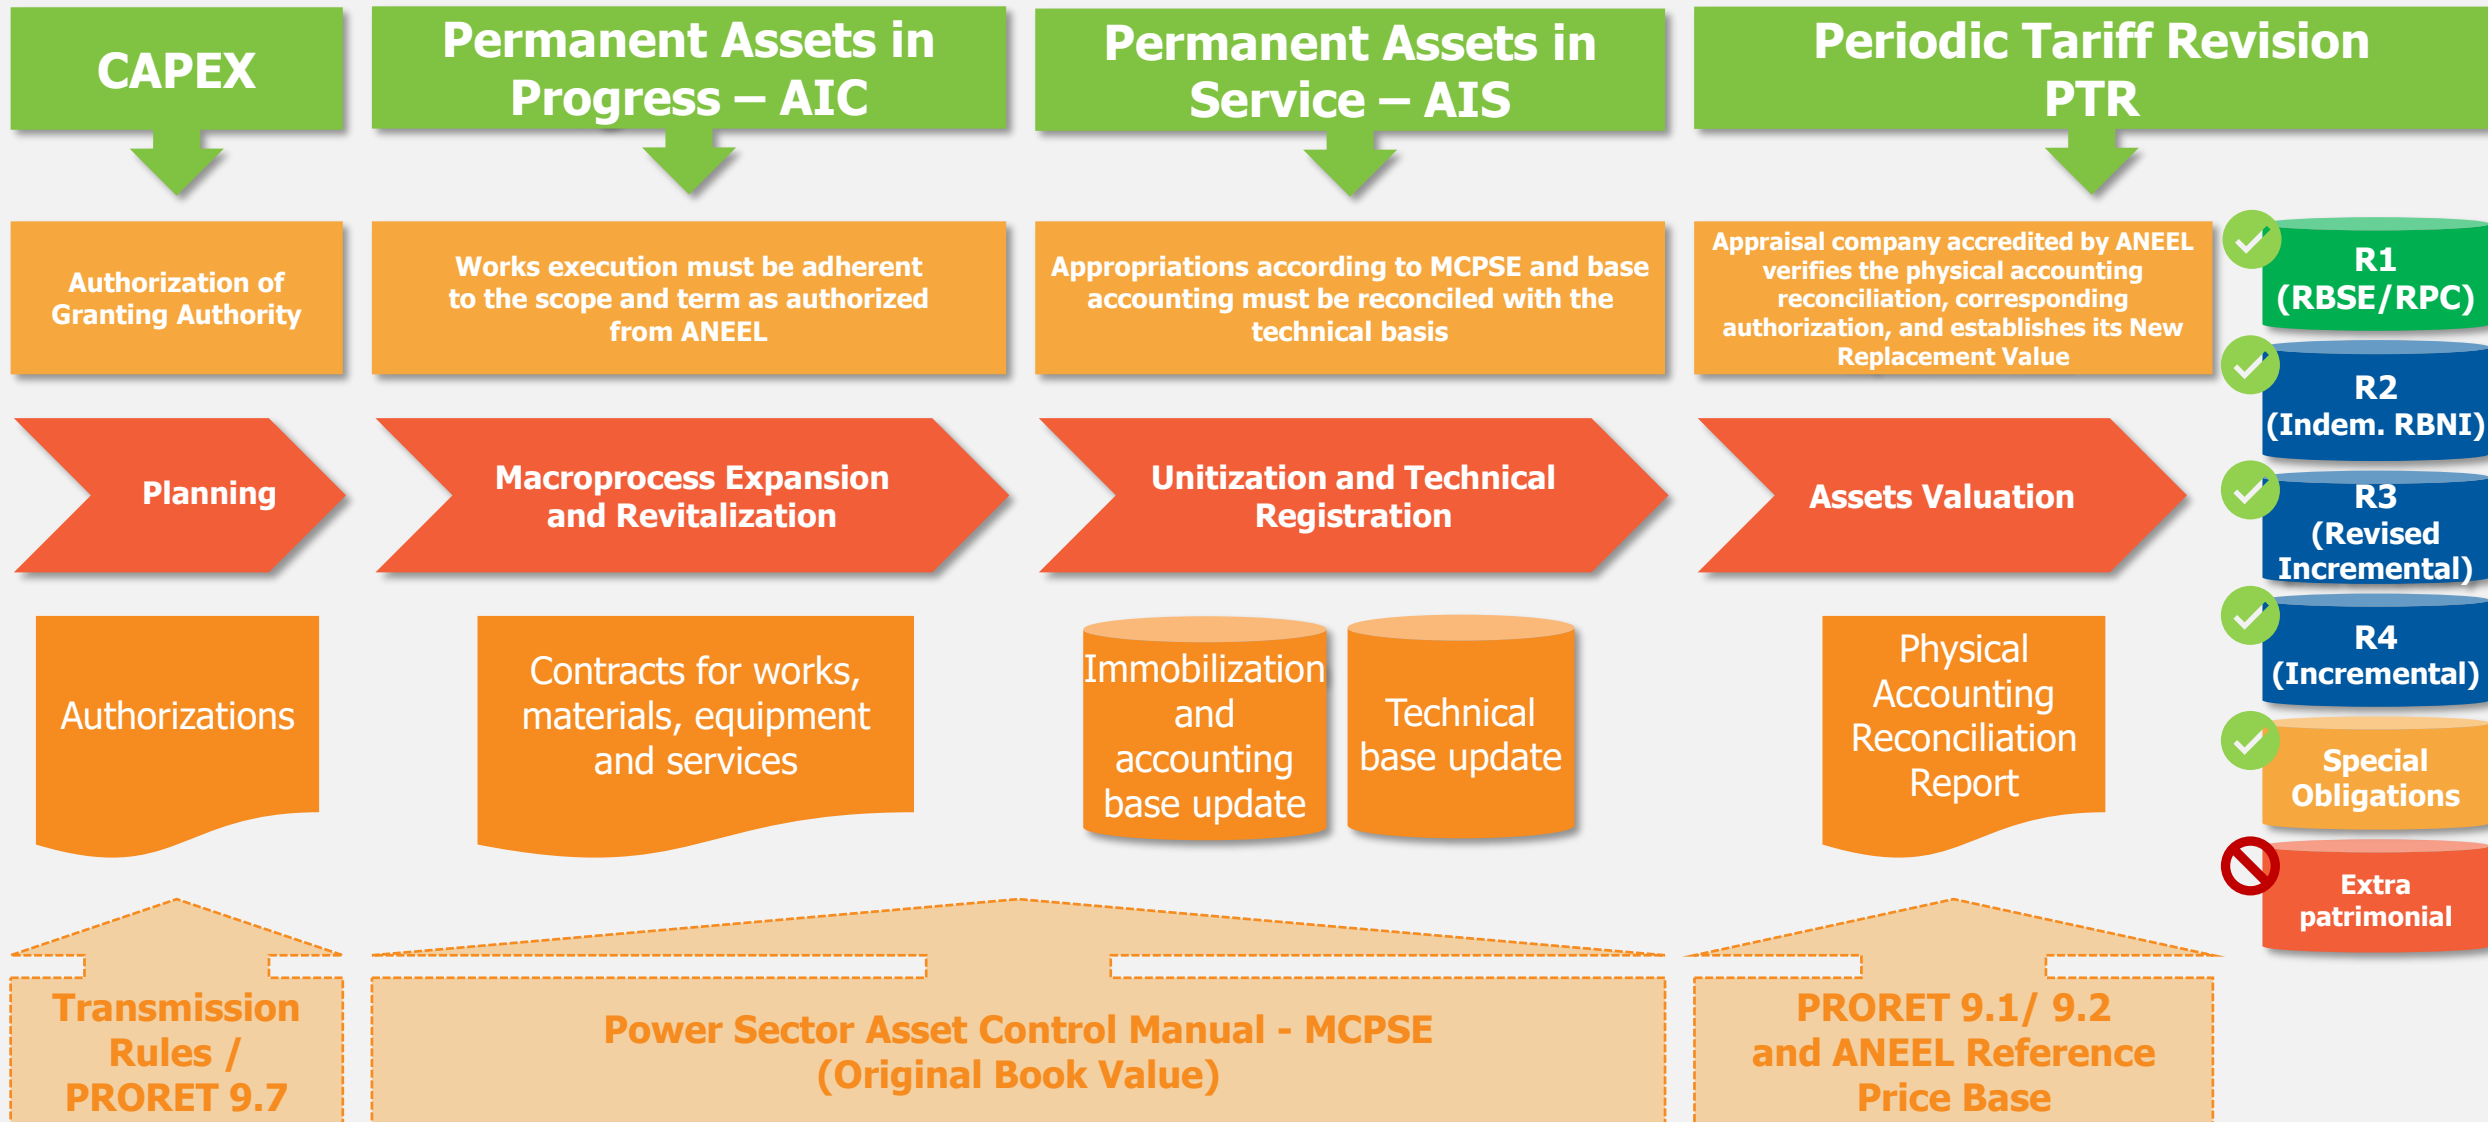 CAPEX
Permanent Assets in
Progress – AIC
Permanent Assets in
Service – AIS
Periodic Tariff Revision
PTR
Authorization of
Granting Authority
Works execution must be adherent
to the scope and term as authorized
from ANEEL
Appropriations according to MCPSE and base
accounting must be reconciled with the
technical basis
Appraisal company accredited by ANEEL
verifies the physical accounting
reconciliation, corresponding
authorization, and establishes its New
Replacement Value
R1
(RBSE/RPC)
R2
(Indem. RBNI)
R3
(Revised
Incremental)
R4
(Incremental)
Special
Obligations
Extra
patrimonial
Planning
Macroprocess Expansion
and Revitalization
Unitization and Technical
Registration
Assets Valuation
Authorizations
Contracts for works,
materials, equipment
and services
Immobilization
and
accounting
base update
Technical
base update
Physical
Accounting
Reconciliation
Report
Transmission
Rules /
PRORET 9.7
Power Sector Asset Control Manual - MCPSE
(Original Book Value)
PRORET 9.1/ 9.2
and ANEEL Reference
Price Base